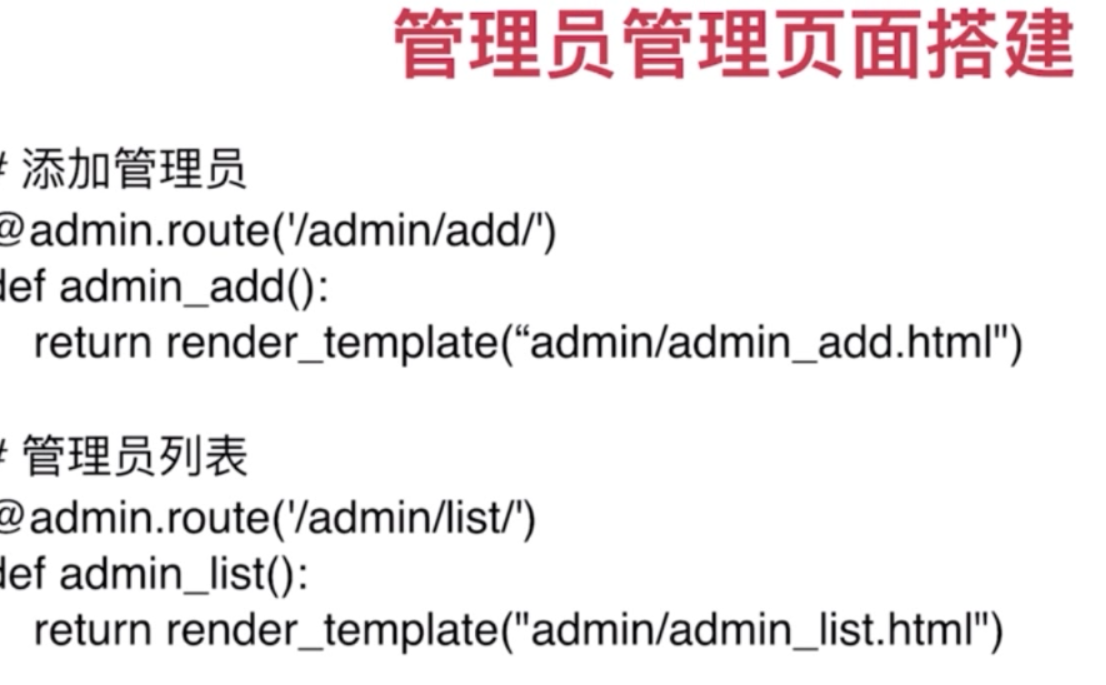 管理员管理页面搭建
# 添加管理员
@admin.route('/admin/add/')
def admin_add():
return render_template(“admin/admin_add.html")
# 管理员列表
@admin.route('/admin/list/')
def admin_list():
return render_template("admin/admin_list.html")